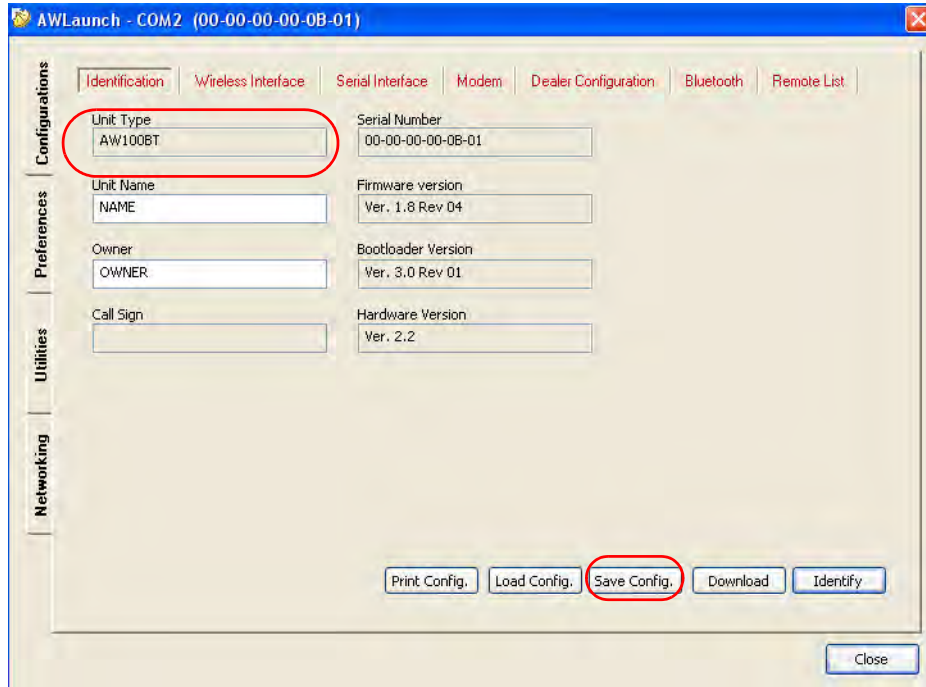 AWLaunch - COM2 (00-00-00-00-0B-01)
Configurations
Preferences
Utilities
Networking
Identification Wireless Interface Serial Interface Modem Dealer Configuration Bluetooth Remote List
Unit Type
AW100BT
Serial Number
00-00-00-00-0B-01
Unit Name
NAME
Firmware version
Ver. 1.8 Rev 04
Owner
OWNER
Bootloader Version
Ver. 3.0 Rev 01
Call Sign
Hardware Version
Ver. 2.2
Print Config. Load Config. Save Config. Download Identify
Close